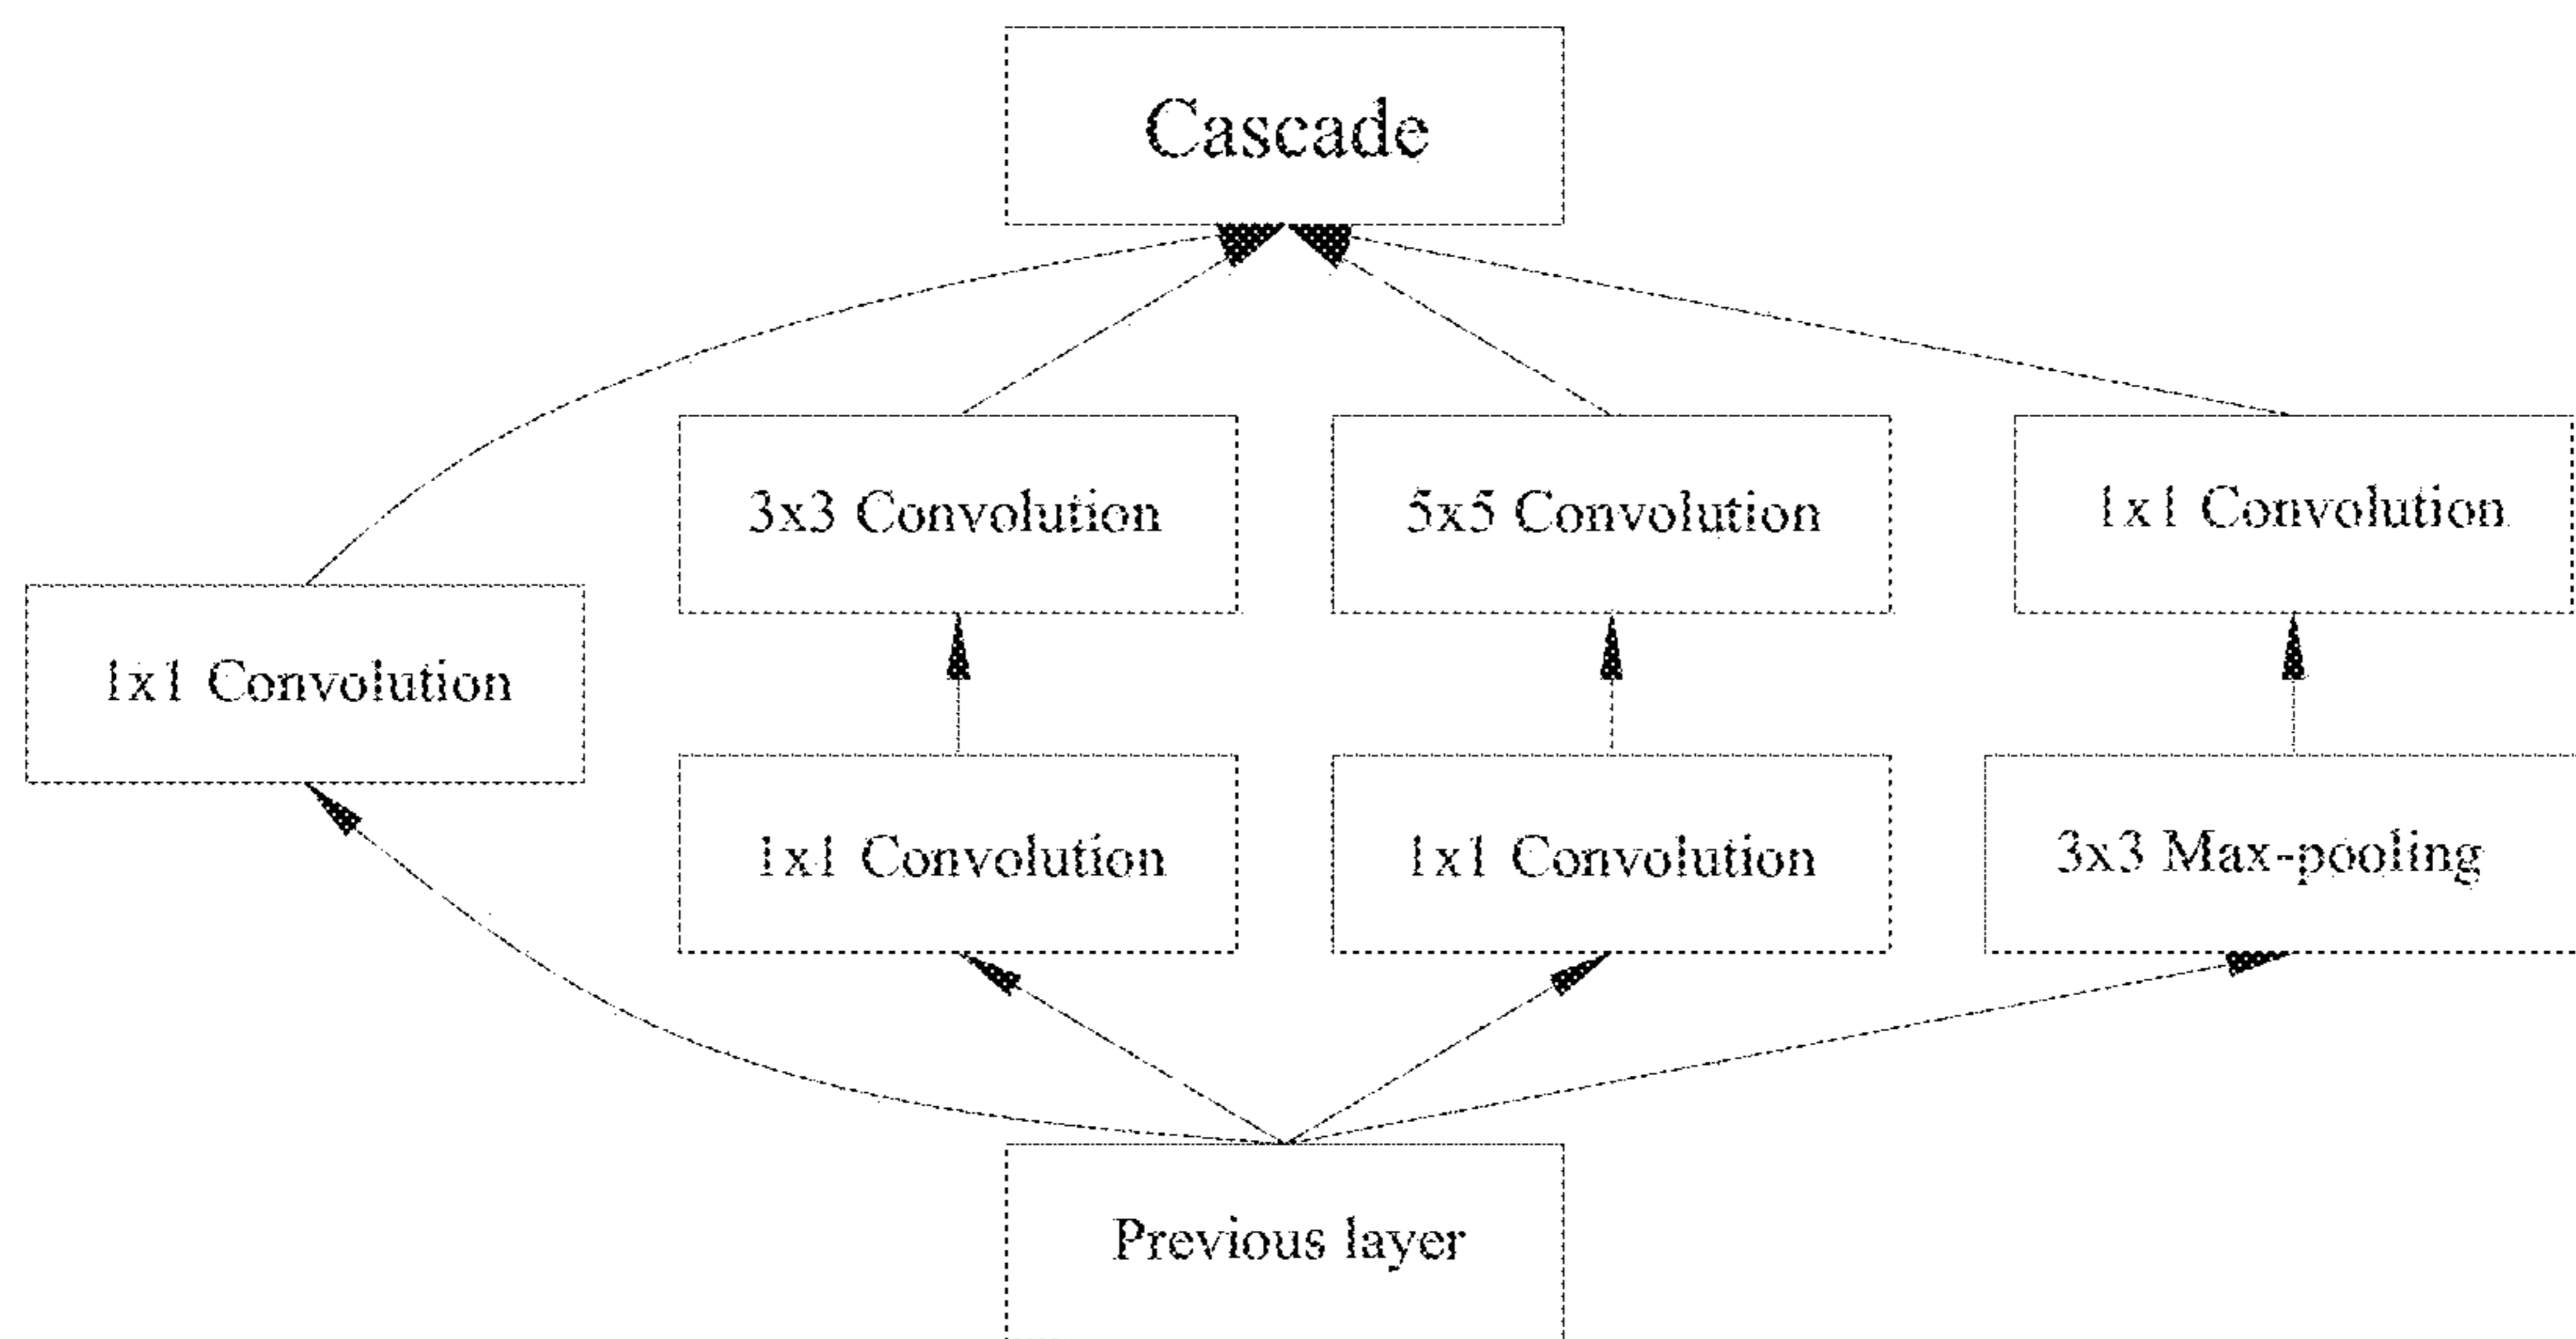 Cascade
3x3 Convolution
5x5 Convolution
1x1 Convolution
1x1 Convolution
1x1 Convolution
1x1 Convolution
3x3 Max-pooling
Previous layer